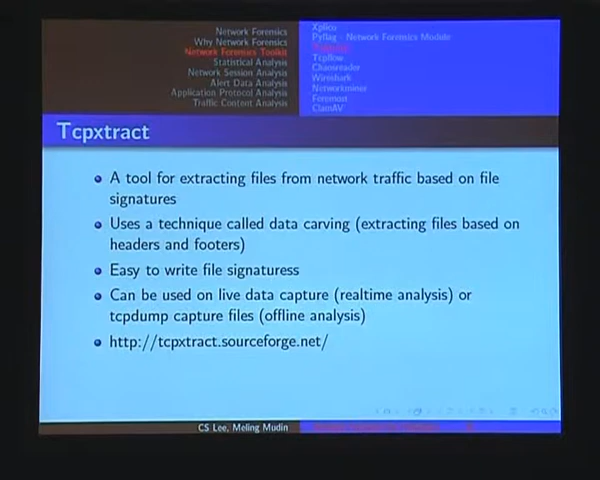 Network Forensics
Why Network Forensics
Network Forensics Toolkit
Statistical Analysis
Network Session Analysis
Alert Data Analysis
Application Protocol Analysis
Traffic Content Analysis
Xplico
Pyflag - Network Forensics Module
Tcpflow
Chaosreader
Wireshark
Networkminer
Foremost
ClamAV
Tcpxtract
A tool for extracting files from network traffic based on file
signatures
Uses a technique called data carving (extracting files based on
headers and footers)
Easy to write file signaturess
Can be used on live data capture (realtime analysis) or
tcpdump capture files (offline analysis)
http://tcpxtract.sourceforge.net/
CS Lee, Meling Mudin